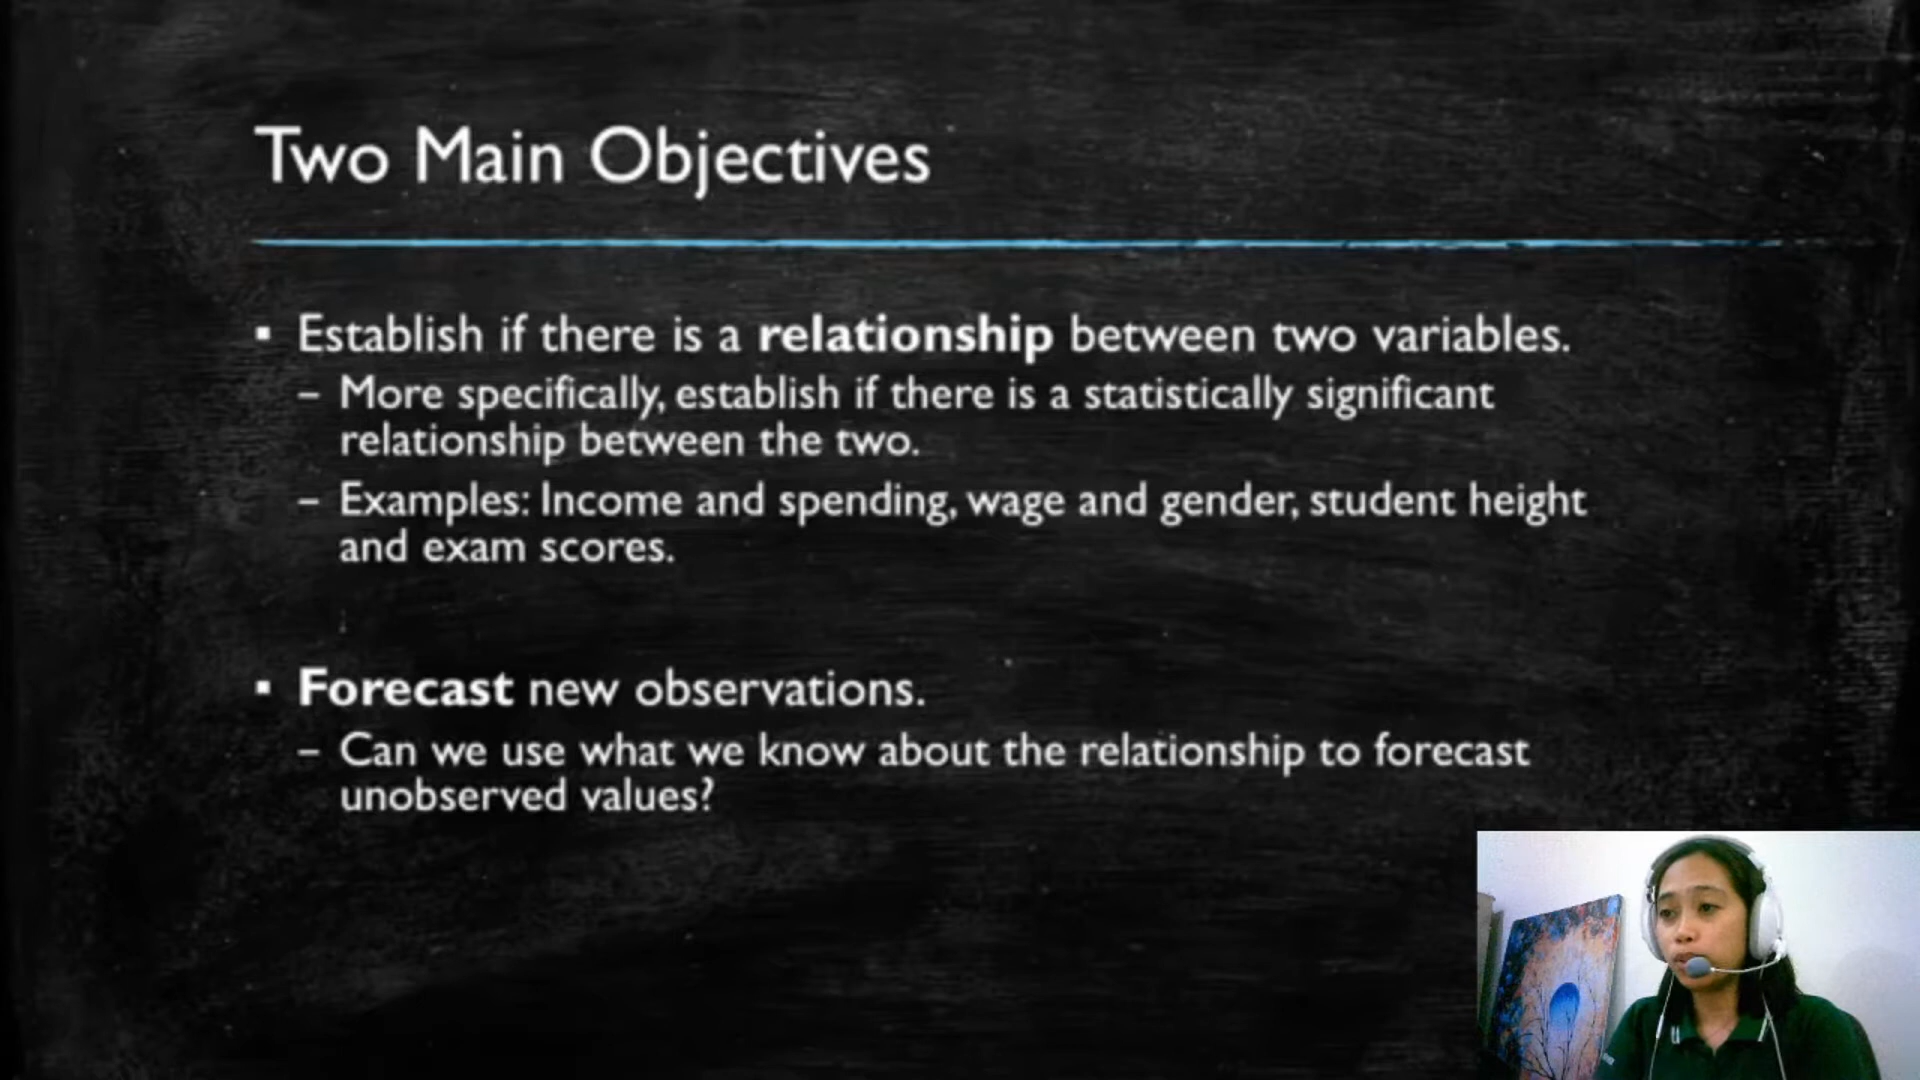 Two Main Objectives
▪ Establish if there is a relationship between two variables.
– More specifically, establish if there is a statistically significant
relationship between the two.
– Examples: Income and spending, wage and gender, student height
and exam scores.
▪ Forecast new observations.
– Can we use what we know about the relationship to forecast
unobserved values?